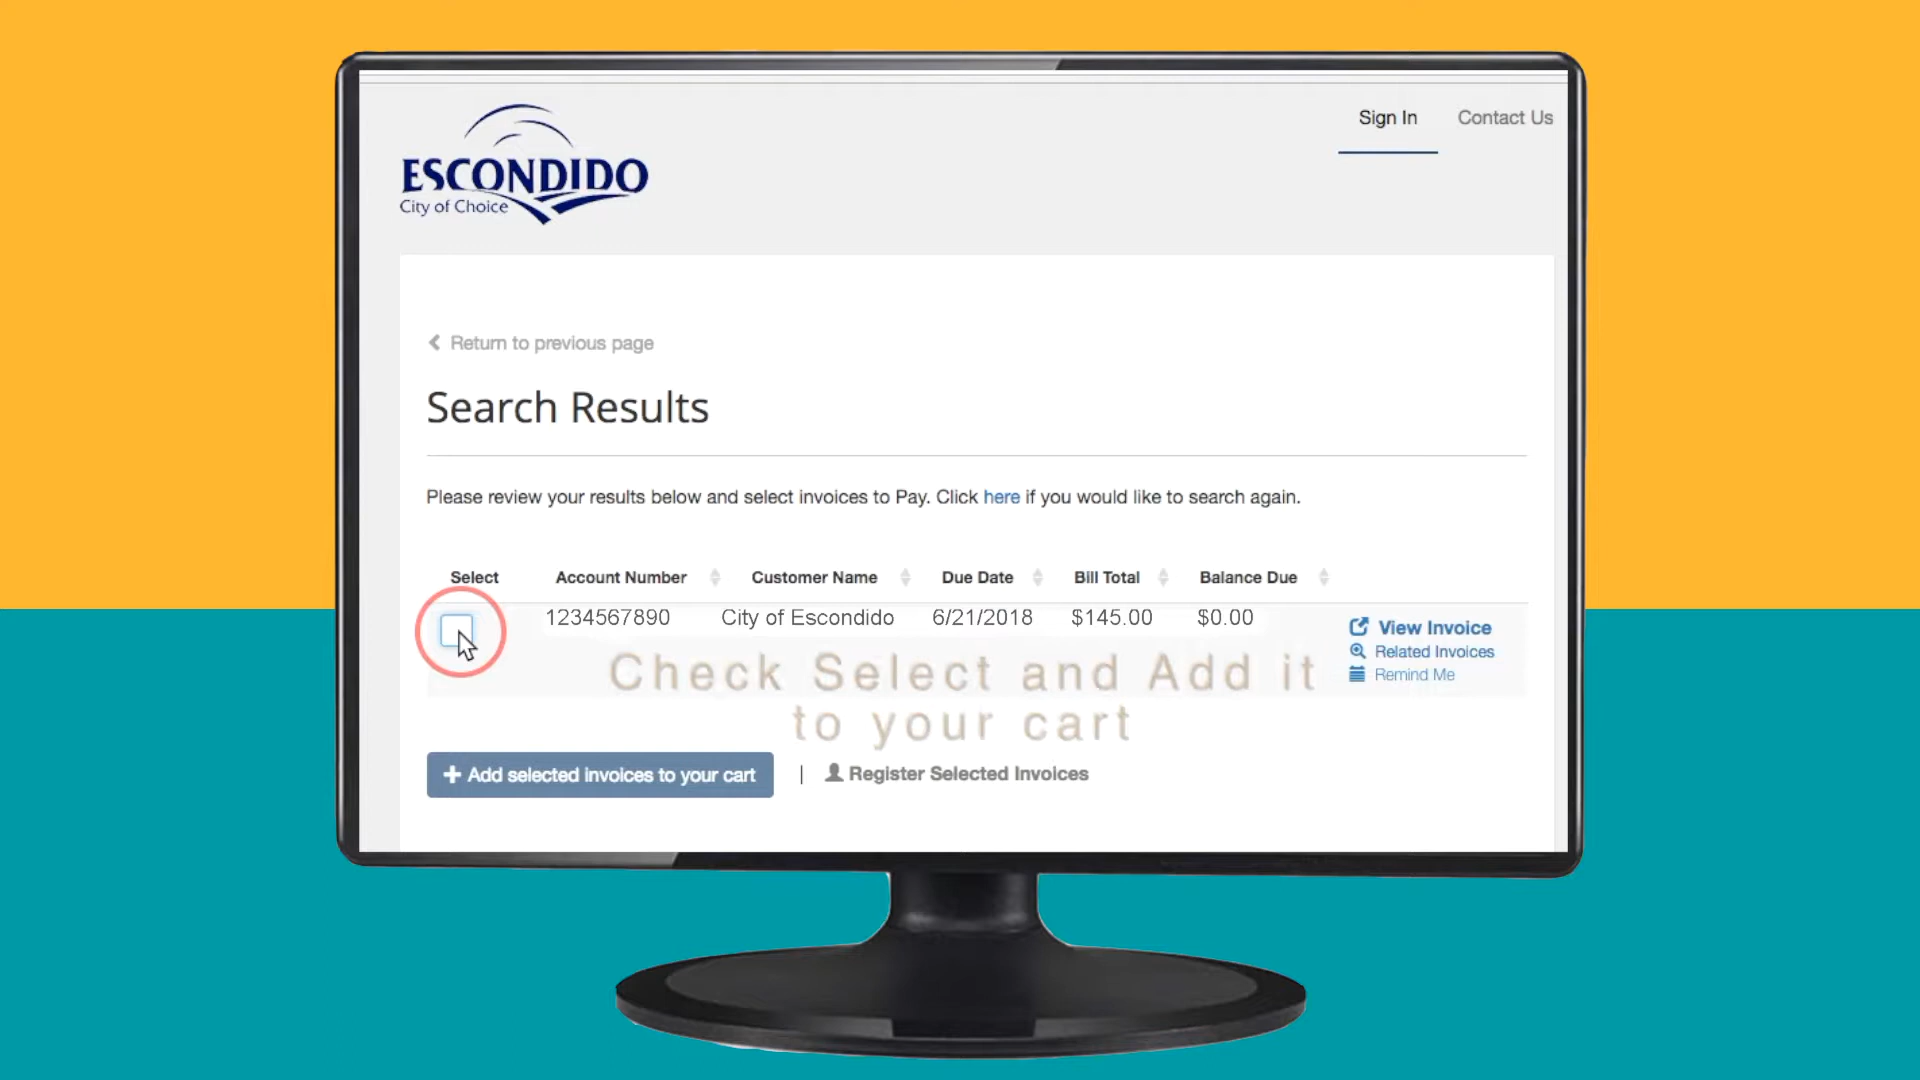 ESCONDIDO
City of Choice
Sign In
Contact Us
Return to previous page
Search Results
Please review your results below and select invoices to Pay. Click here if you would like to search again.
Select Account Number Customer Name Due Date Bill Total Balance Due
1234567890 City of Escondido 6/21/2018 $145.00 $0.00
View Invoice
Related Invoices
Remind Me
Check Select and Add it
to your cart
+ Add selected invoices to your cart | Register Selected Invoices